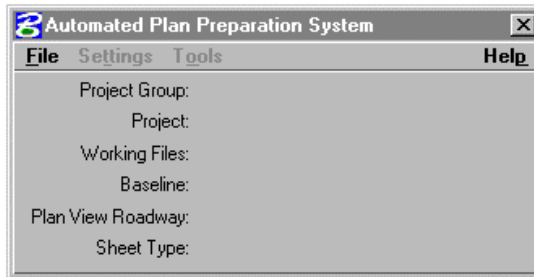 Automated Plan Preparation System
File Settings Tools Help
Project Group:
Project:
Working Files:
Baseline:
Plan View Roadway:
Sheet Type: